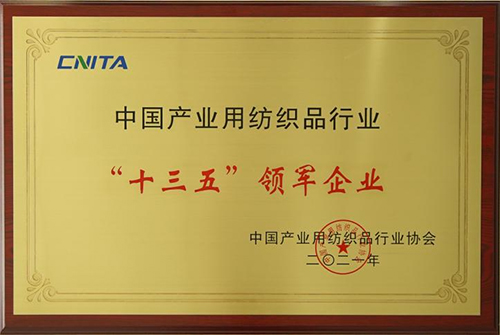 CNITA
中国产业用纺织品行业
“十三五”领军企业
中国产业用纺织品行业协会
二〇二一年